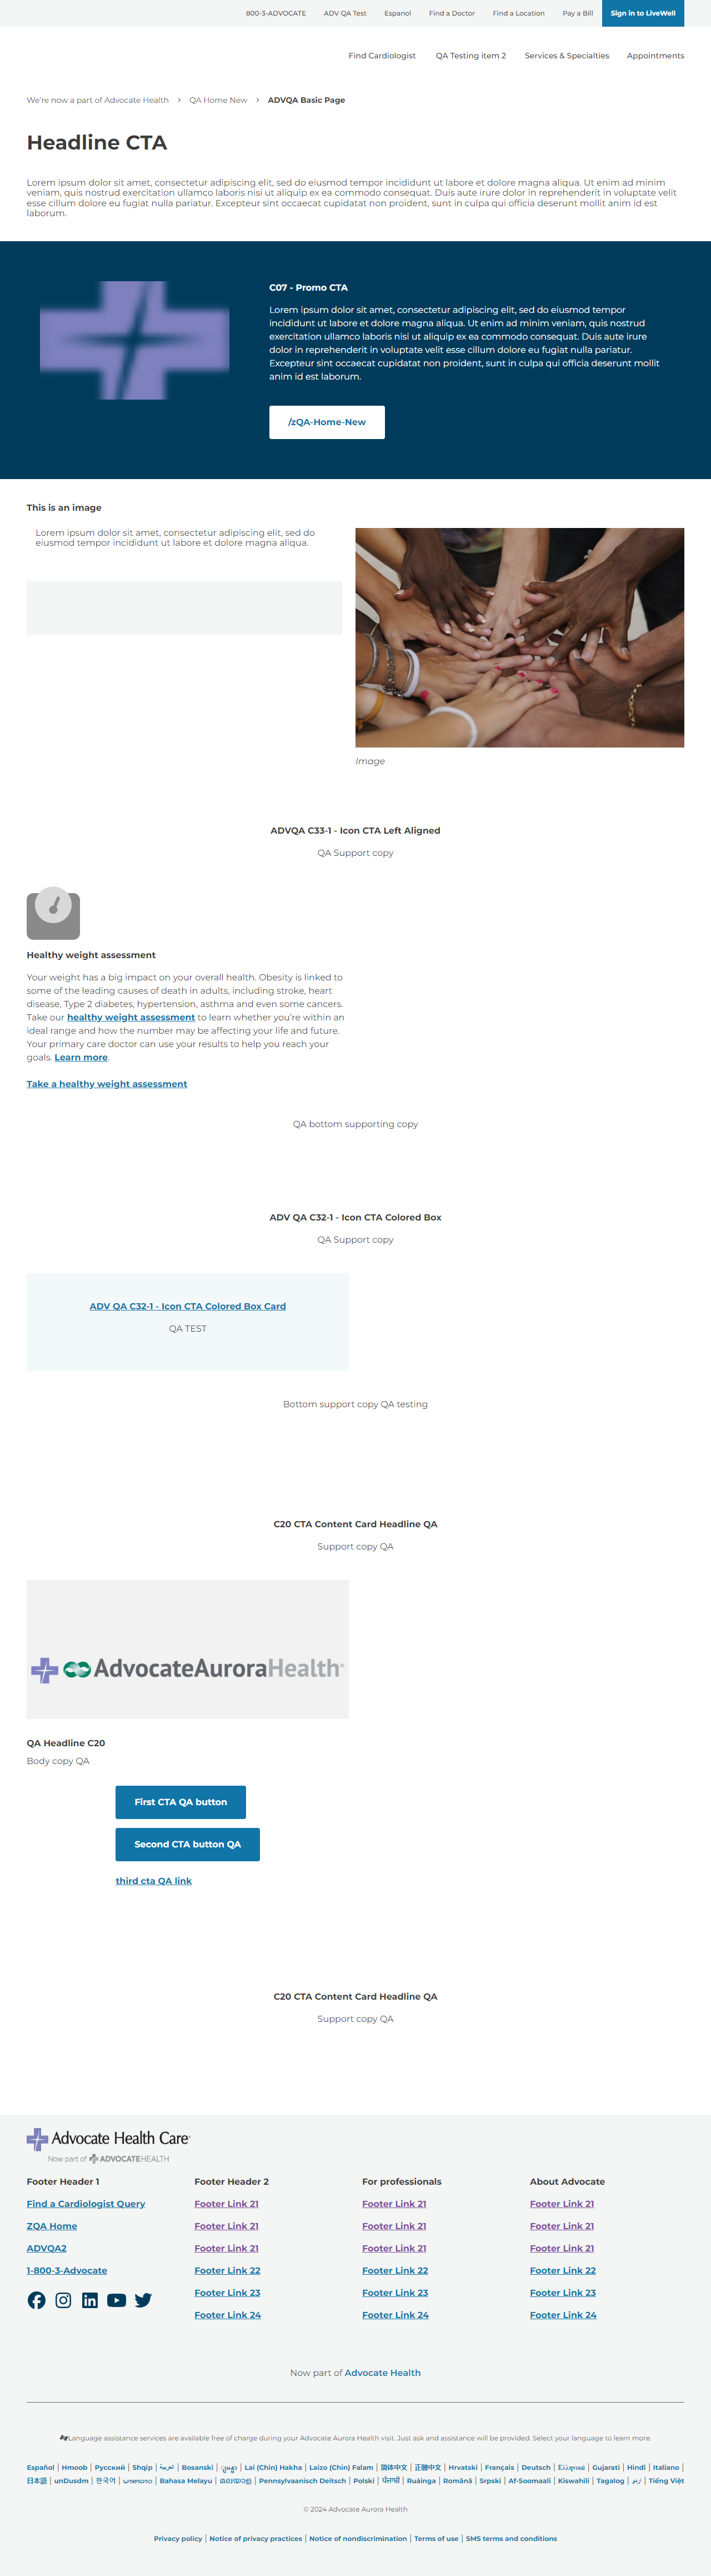 800-3-ADVOCATE ADV QA Test Espanol Find a Doctor Find a Location Pay a Bill Sign in to LiveWell
Find Cardiologist QA Testing item 2 Services & Specialties Appointments
We're now a part of Advocate Health > QA Home New > ADVQA Basic Page
Headline CTA
Lorem ipsum dolor sit amet, consectetur adipiscing elit, sed do eiusmod tempor incididunt ut labore et dolore magna aliqua. Ut enim ad minim
veniam, quis nostrud exercitation ullamco laboris nisi ut aliquip ex ea commodo consequat. Duis aute irure dolor in reprehenderit in voluptate velit
esse cillum dolore eu fugiat nulla pariatur. Excepteur sint occaecat cupidatat non proident, sunt in culpa qui officia deserunt mollit anim id est
laborum.
C07 - Promo CTA
Lorem ipsum dolor sit amet, consectetur adipiscing elit, sed do eiusmod tempor
incididunt ut labore et dolore magna aliqua. Ut enim ad minim veniam, quis nostrud
exercitation ullamco laboris nisi ut aliquip ex ea commodo consequat. Duis aute irure
dolor in reprehenderit in voluptate velit esse cillum dolore eu fugiat nulla pariatur.
Excepteur sint occaecat cupidatat non proident, sunt in culpa qui officia deserunt mollit
anim id est laborum.
/zQA-Home-New
This is an image
Lorem ipsum dolor sit amet, consectetur adipiscing elit, sed do
eiusmod tempor incididunt ut labore et dolore magna aliqua.
Image
ADVQA C33-1 - Icon CTA Left Aligned
QA Support copy
Healthy weight assessment
Your weight has a big impact on your overall health. Obesity is linked to
some of the leading causes of death in adults, including stroke, heart
disease, Type 2 diabetes, hypertension, asthma and even some cancers.
Take our healthy weight assessment to learn whether you're within an
ideal range and how the number may be affecting your life and future.
Your primary care doctor can use your results to help you reach your
goals. Learn more.
Take a healthy weight assessment
QA bottom supporting copy
ADV QA C32-1 - Icon CTA Colored Box
QA Support copy
ADV QA C32-1 - Icon CTA Colored Box Card
QA TEST
Bottom support copy QA testing
C20 CTA Content Card Headline QA
Support copy QA
AdvocateAuroraHealth®
QA Headline C20
Body copy QA
First CTA QA button
Second CTA button QA
third cta QA link
C20 CTA Content Card Headline QA
Support copy QA
Advocate Health Care®
Now part of ADVOCATEHEALTH
Footer Header 1 Footer Header 2 For professionals About Advocate
Find a Cardiologist Query Footer Link 21 Footer Link 21 Footer Link 21
ZQA Home Footer Link 21 Footer Link 21 Footer Link 21
ADVQA2 Footer Link 21 Footer Link 21 Footer Link 21
1-800-3-Advocate Footer Link 22 Footer Link 22 Footer Link 22
Footer Link 23 Footer Link 23 Footer Link 23
Footer Link 24 Footer Link 24 Footer Link 24
Now part of Advocate Health
Language assistance services are available free of charge during your Advocate Aurora Health visit. Just ask and assistance will be provided. Select your language to learn more.
Español | Hmoob | Русский | Shqip | العربية | Bosanski | | Lai (Chin) Hakha | Laizo (Chin) Falam | 简体中文 | 正體中文 | Hrvatski | Français | Deutsch | Ελληνικά | Gujarati | Hindi | Italiano |
日本語 | unDusdm | 한국어 | ພາສາລາວ | Bahasa Melayu | മലയാളി | Pennsylvaanisch Deitsch | Polski | ਪੰਜਾਬੀ | Ruáinga | Română | Srpski | Af-Soomaali | Kiswahili | Tagalog | اردو | Tiếng Việt
© 2024 Advocate Aurora Health
Privacy policy | Notice of privacy practices | Notice of nondiscrimination | Terms of use | SMS terms and conditions